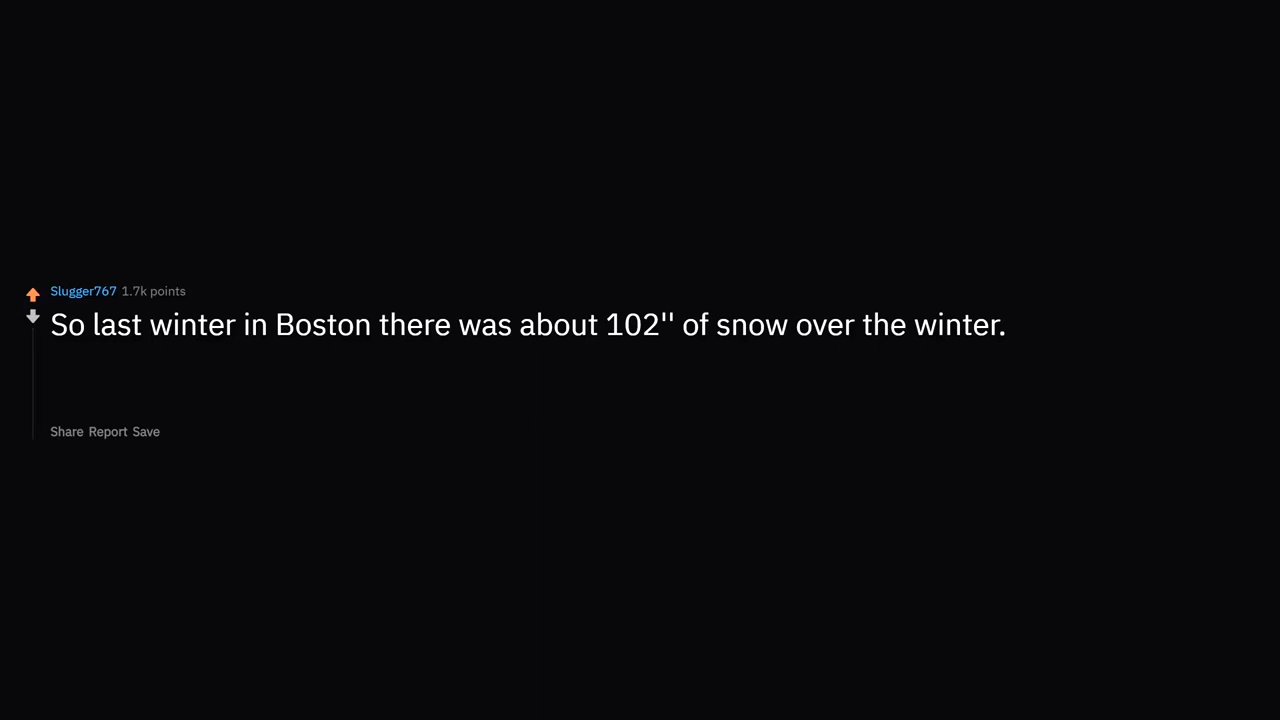 Slugger767 1.7k points
So last winter in Boston there was about 102'' of snow over the winter.
Share Report Save